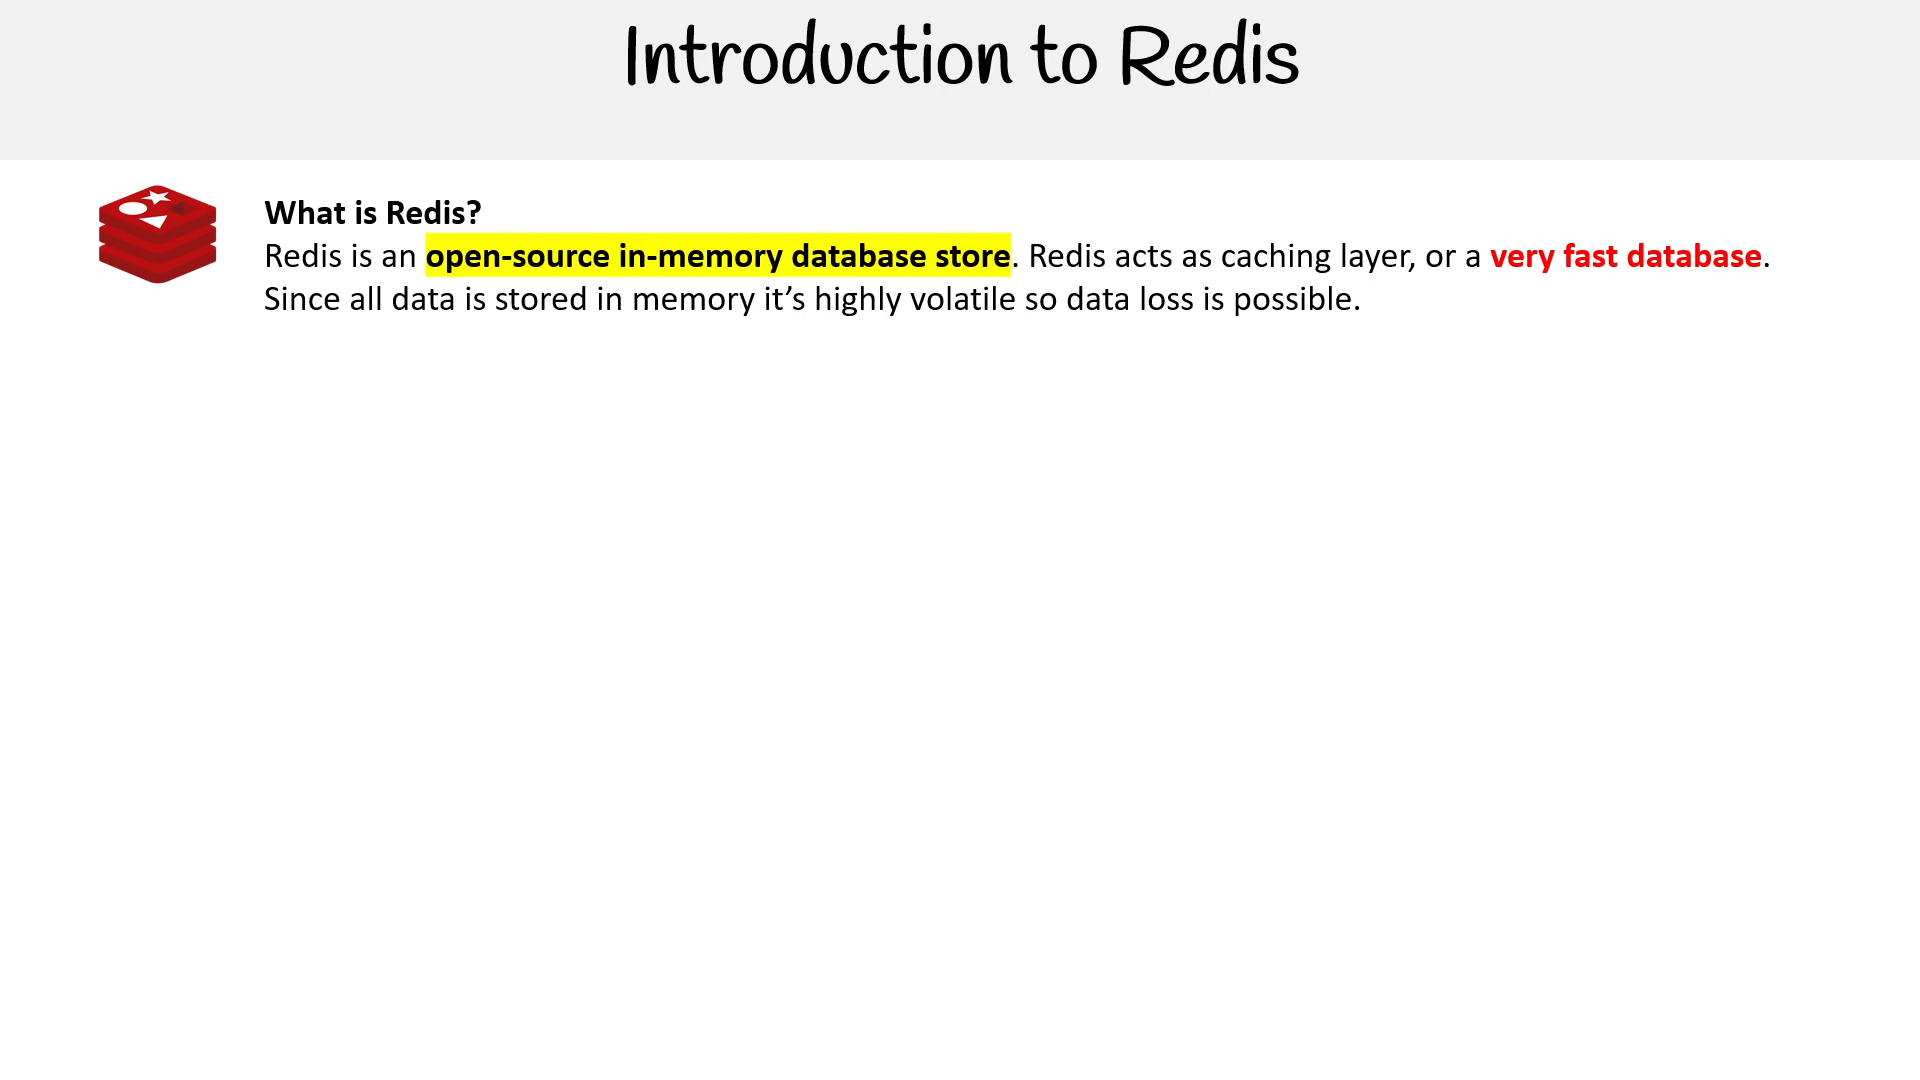 Introduction to Redis
What is Redis?
Redis is an open-source in-memory database store. Redis acts as caching layer, or a very fast database.
Since all data is stored in memory it’s highly volatile so data loss is possible.